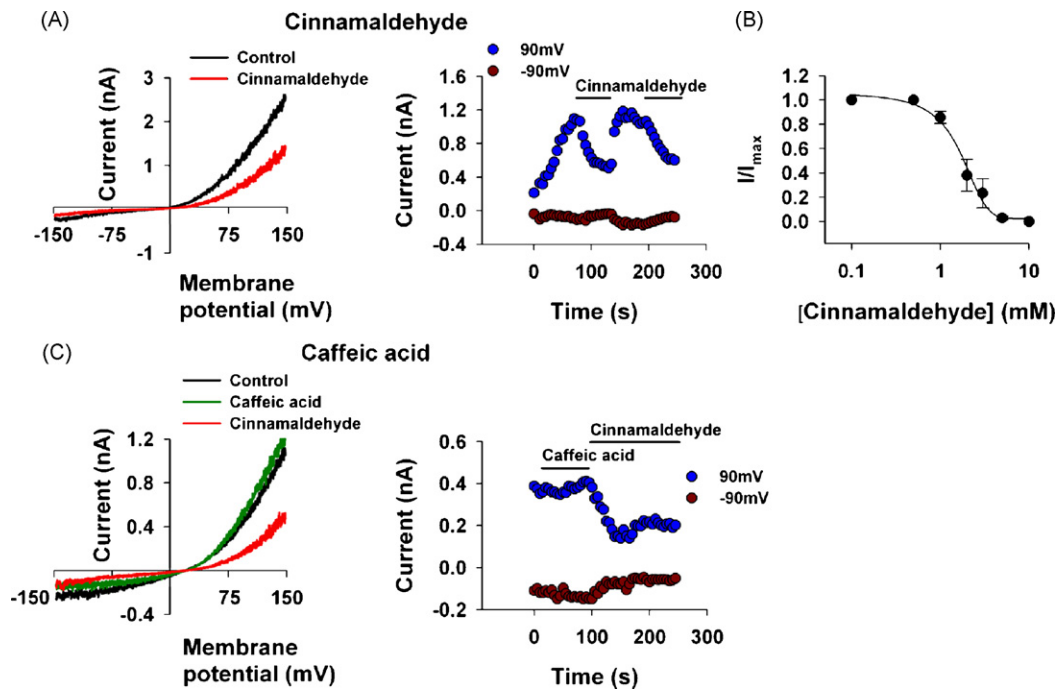 (A)
Cinnamaldehyde
Control
Cinnamaldehyde
Current (nA)
3
2
1
-1
-150
-75
75
150
Membrane
potential (mV)
90mV
-90mV
Cinnamaldehyde
Current (nA)
1.6
1.2
0.8
0.4
0.0
-0.4
0
100
200
300
Time (s)
(B)
I/Imax
1.2
1.0
0.8
0.6
0.4
0.2
0.0
0.1
1
10
[Cinnamaldehyde] (mM)
(C)
Caffeic acid
Control
Caffeic acid
Cinnamaldehyde
Current (nA)
1.2
0.8
0.4
-0.4
-150
75
150
Membrane
potential (mV)
Cinnamaldehyde
Caffeic acid
90mV
-90mV
Current (nA)
0.6
0.4
0.2
0.0
-0.2
0
100
200
300
Time (s)